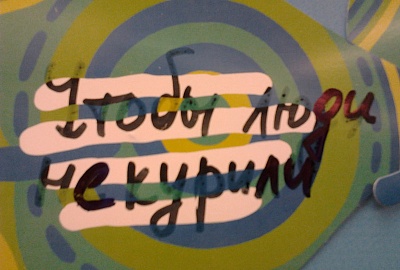 Чтобы люди
не курили